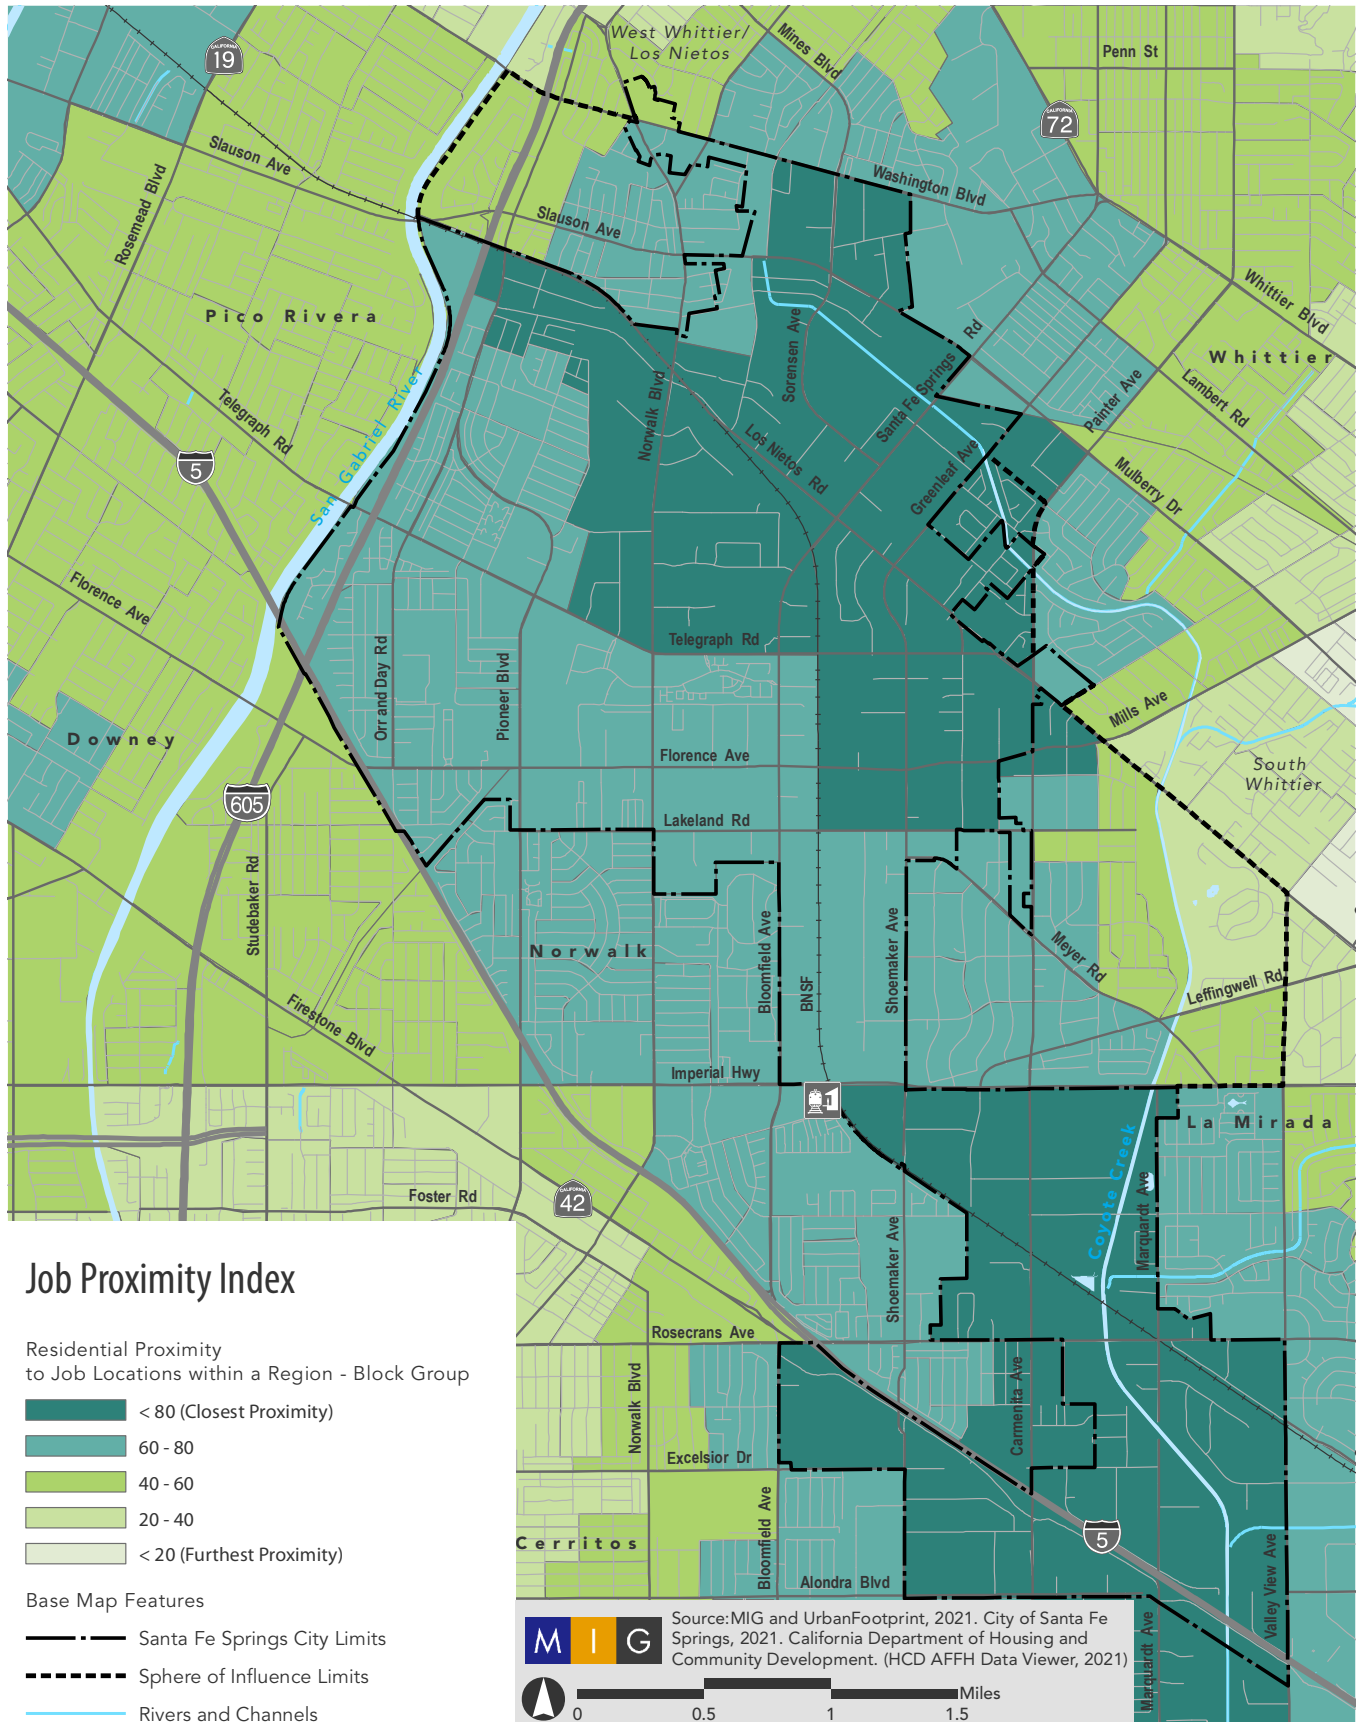 West Whittier/
Los Nietos
Mines Blvd
Penn St
CALIFORNIA
19
CALIFORNIA
72
Slauson Ave
Rosemead Blvd
Washington Blvd
Slauson Ave
Whittier Blvd
Pico Rivera
Whittier
Sorensen Ave
Santa Fe Springs Rd
Painter Ave
Lambert Rd
Telegraph Rd
San Gabriel River
Norwalk Blvd
Los Nietos Rd
Greenleaf Ave
Mulberry Dr
5
Florence Ave
Telegraph Rd
Orr and Day Rd
Pioneer Blvd
Mills Ave
Downey
Florence Ave
South
Whittier
605
Lakeland Rd
Studebaker Rd
Norwalk
Bloomfield Ave
BNSF
Shoemaker Ave
Meyer Rd
Leffingwell Rd
Firestone Blvd
Imperial Hwy
La Mirada
Coyote Creek
Marquardt Ave
Foster Rd
CALIFORNIA
42
Shoemaker Ave
Rosecrans Ave
Norwalk Blvd
Carmenita Ave
Excelsior Dr
Bloomfield Ave
Cerritos
5
Valley View Ave
Alondra Blvd
Marquardt Ave
Job Proximity Index
Residential Proximity
to Job Locations within a Region - Block Group
< 80 (Closest Proximity)
60 - 80
40 - 60
20 - 40
< 20 (Furthest Proximity)
Base Map Features
Santa Fe Springs City Limits
Sphere of Influence Limits
Rivers and Channels
M I G
Source:MIG and UrbanFootprint, 2021. City of Santa Fe
Springs, 2021. California Department of Housing and
Community Development. (HCD AFFH Data Viewer, 2021)
Miles
0 0.5 1 1.5